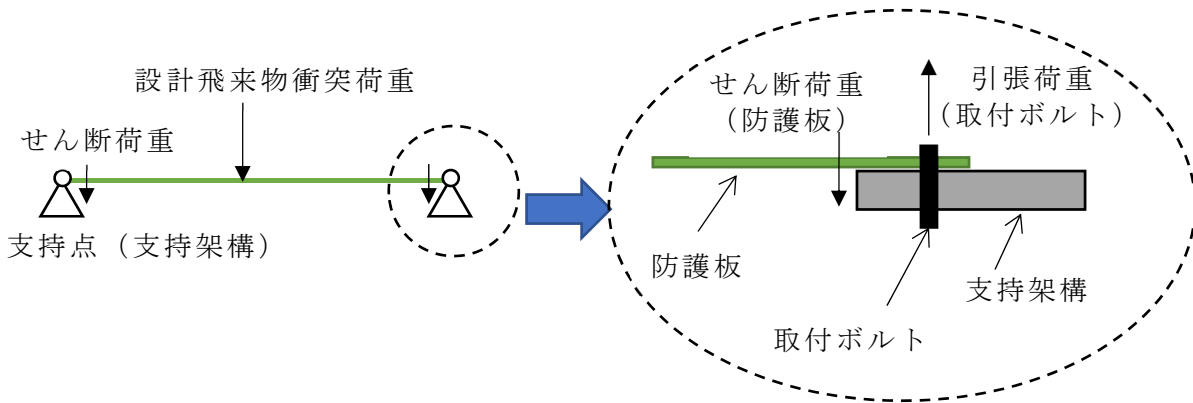 設計飛来物衝突荷重
せん断荷重
支持点（支持架構）
せん断荷重
（防護板）
引張荷重
（取付ボルト）
防護板
支持架構
取付ボルト